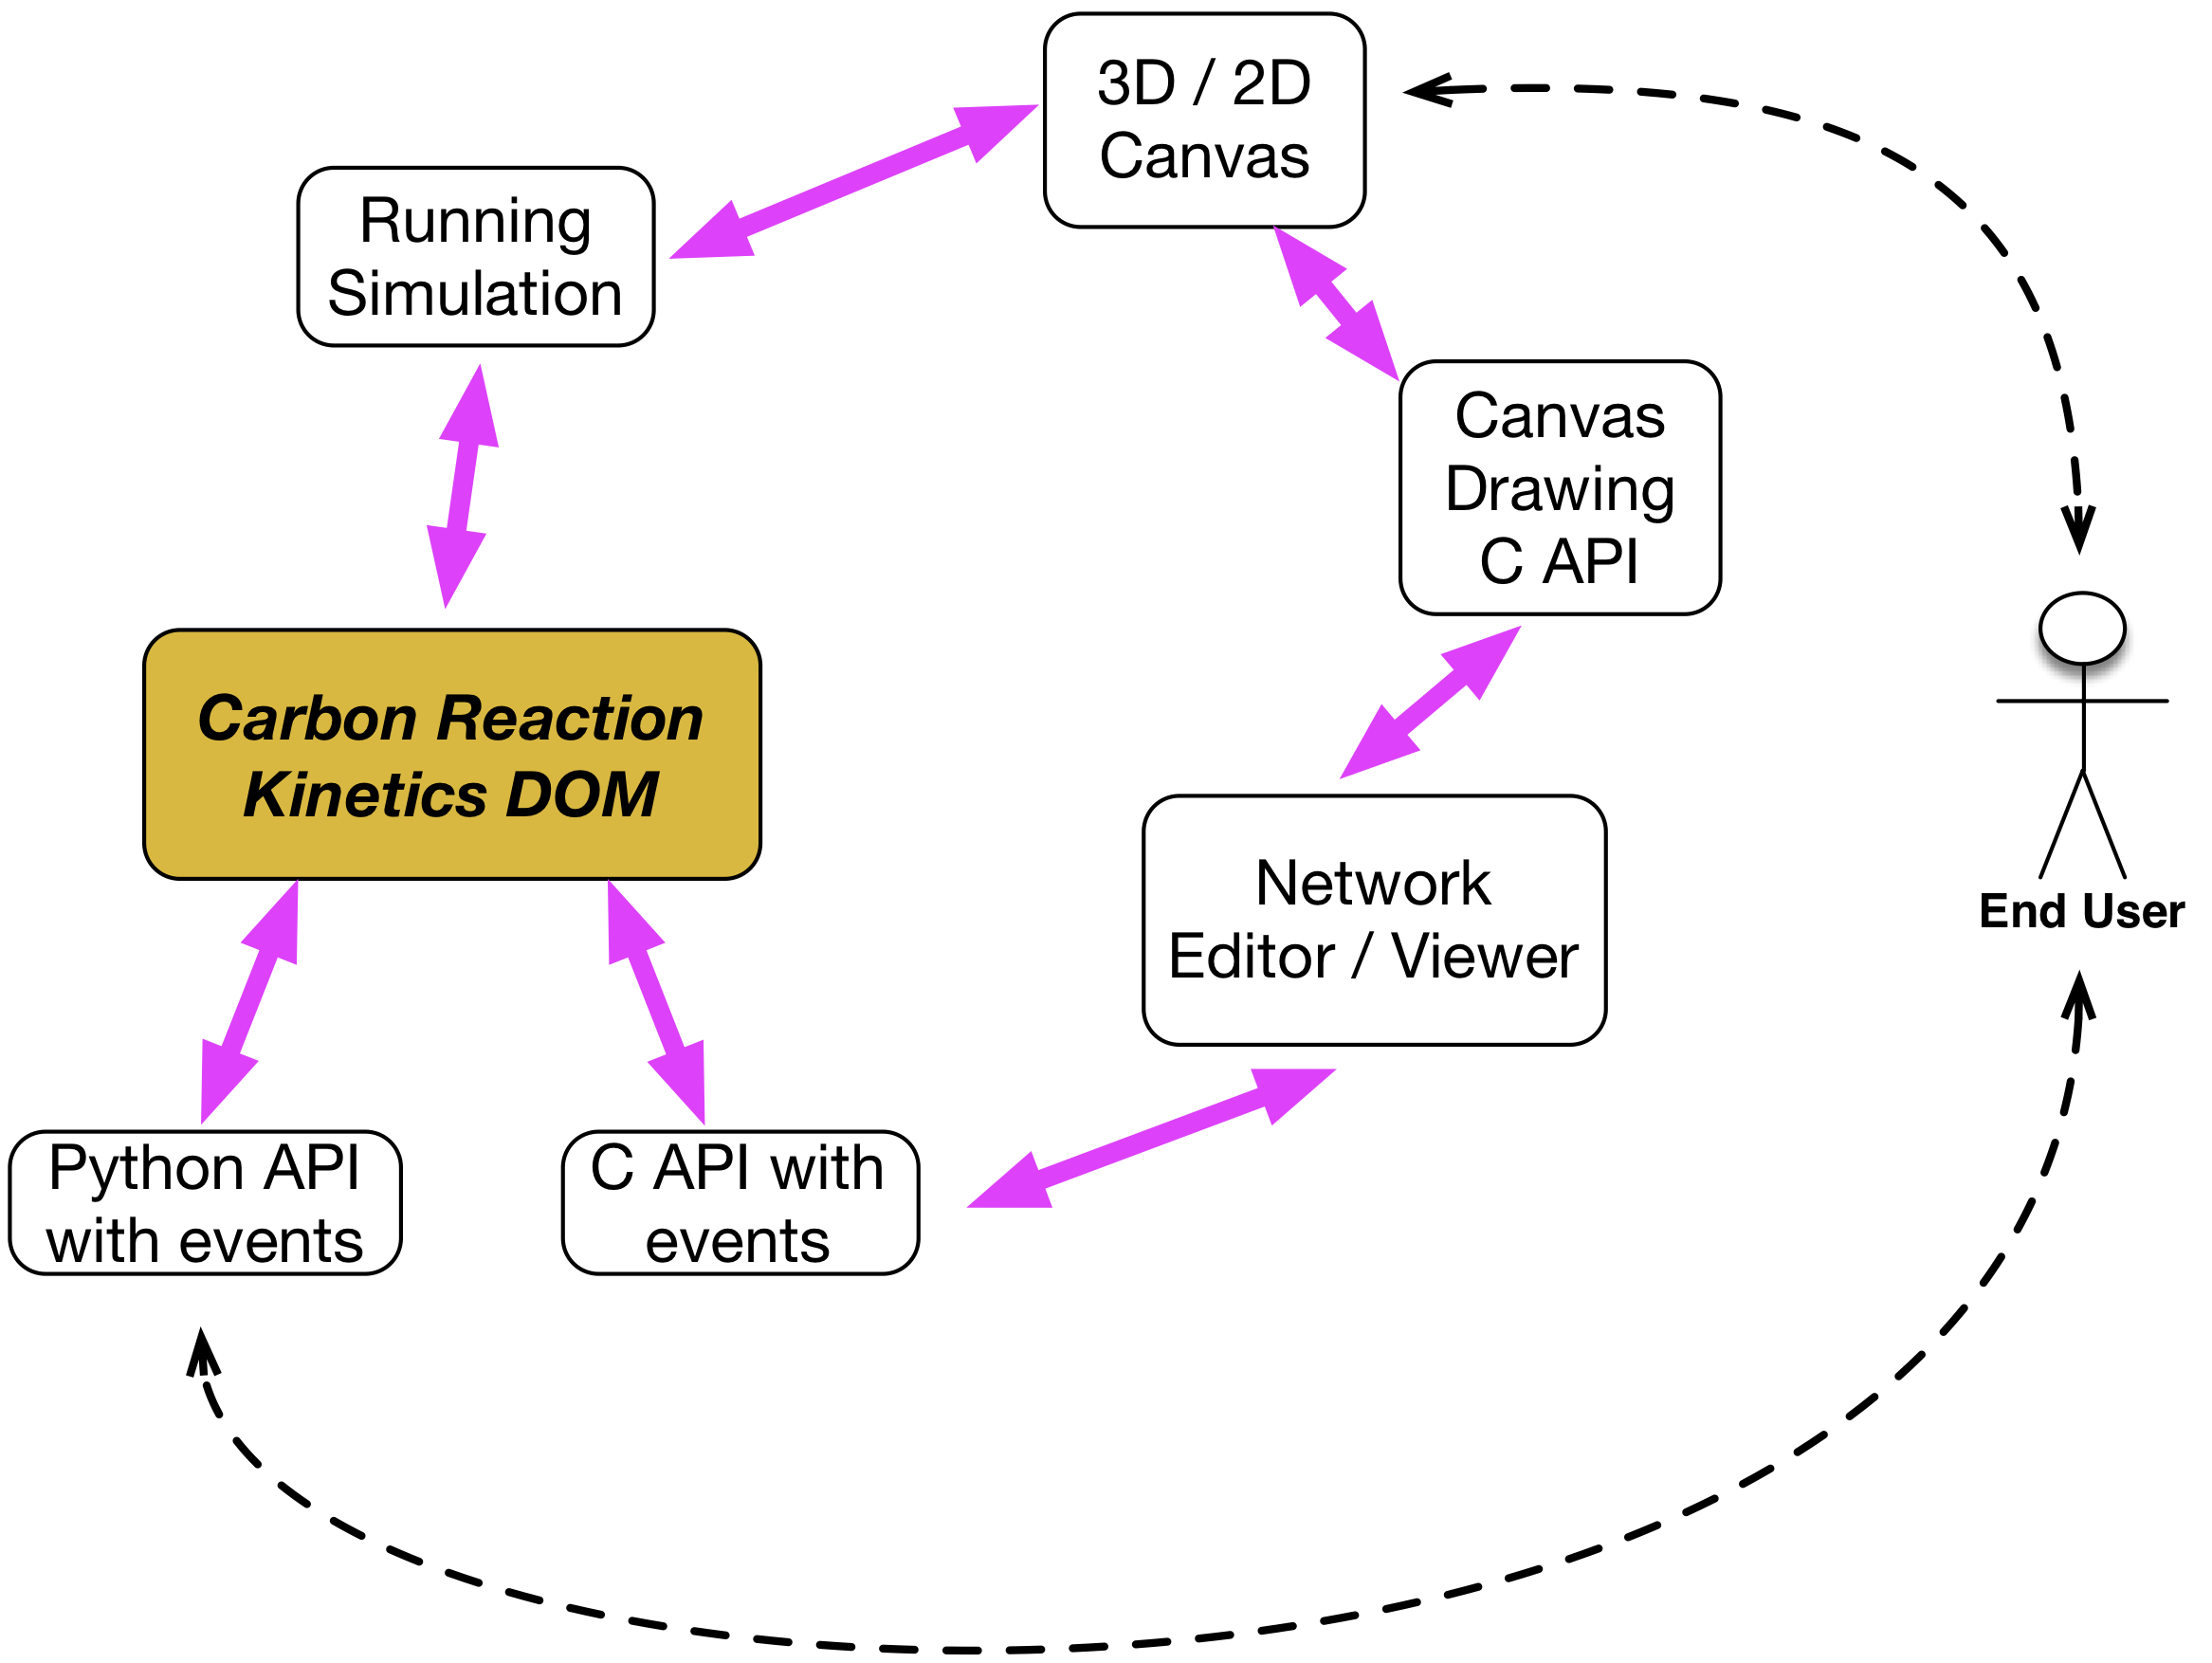 3D / 2D
Canvas
Running
Simulation
Canvas
Drawing
C API
Carbon Reaction
Kinetics DOM
Network
Editor / Viewer
End User
Python API
with events
C API with
events